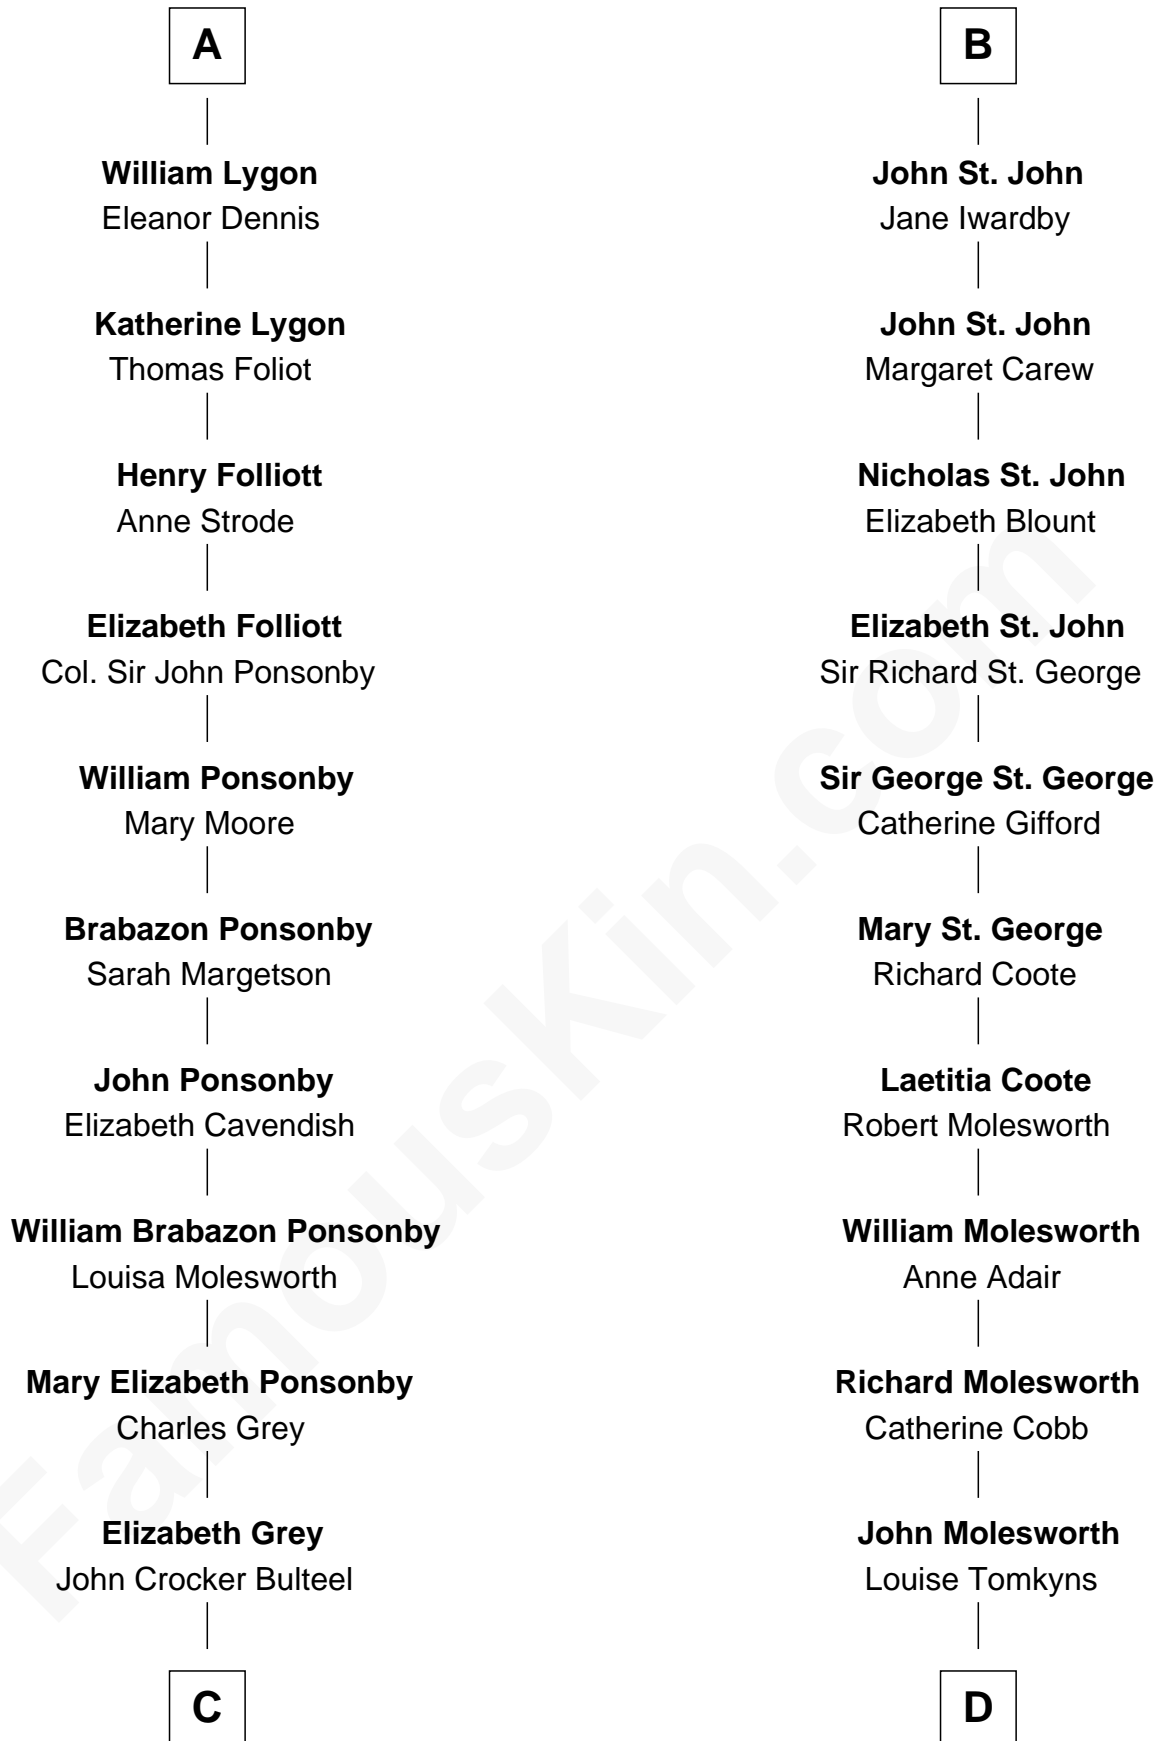 A
William Lygon
Eleanor Dennis
Katherine Lygon
Thomas Foliot
Henry Folliott
Anne Strode
Elizabeth Folliott
Col. Sir John Ponsonby
William Ponsonby
Mary Moore
Brabazon Ponsonby
Sarah Margetson
John Ponsonby
Elizabeth Cavendish
William Brabazon Ponsonby
Louisa Molesworth
Mary Elizabeth Ponsonby
Charles Grey
Elizabeth Grey
John Crocker Bulteel
C
B
John St. John
Jane Iwardby
John St. John
Margaret Carew
Nicholas St. John
Elizabeth Blount
Elizabeth St. John
Sir Richard St. George
Sir George St. George
Catherine Gifford
Mary St. George
Richard Coote
Laetitia Coote
Robert Molesworth
William Molesworth
Anne Adair
Richard Molesworth
Catherine Cobb
John Molesworth
Louise Tomkyns
D
FamousKin.com